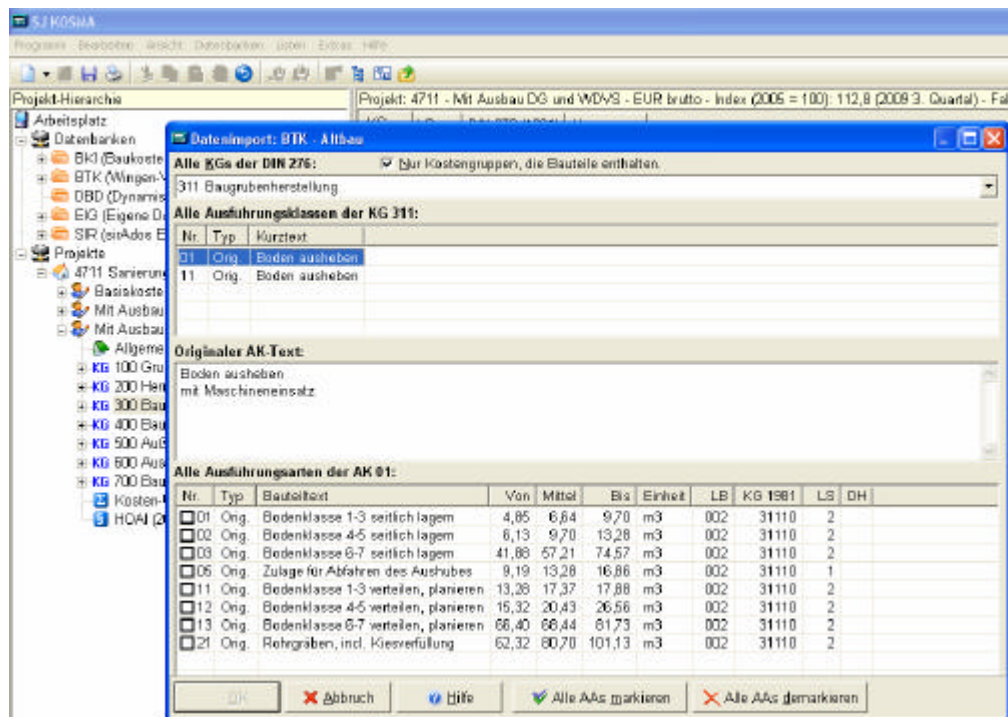 SJ KOSMA
Programm Bearbeiten Ansicht Datenbanken Listen Extras Hilfe
Projekt-Hierarchie
Projekt: 4711 - Mit Ausbau DG und WDVS - EUR brutto - Index (2005 = 100): 112,8 (2009 3. Quartal) - Fal
Arbeitsplatz
Datenbanken
BKI (Baukoste
BTK (Wingen-V
DBD (Dynamis
EIG (Eigene D
SIR (sirAdos E
Projekte
4711 Sanierun
Basiskoste
Mit Ausbau
Mit Ausbau
Allgeme
KG 100 Gru
KG 200 Her
KG 300 Bau
KG 400 Bau
KG 500 Auß
KG 600 Aus
KG 700 Bau
Kosten-
HOAI (2
Datenimport: BTK - Altbau
Alle KGs der DIN 276: Nur Kostengruppen, die Bauteile enthalten.
311 Baugrubenherstellung
Alle Ausführungsklassen der KG 311:
Nr. Typ Kurztext
01 Orig. Boden ausheben
11 Orig. Boden ausheben
Originaler AK-Text:
Boden ausheben
mit Maschineneinsatz
Alle Ausführungsarten der AK 01:
Nr. Typ Bauteiltext Von Mittel Bis Einheit LB KG 1981 LS DH
01 Orig. Bodenklasse 1-3 seitlich lagern 4,85 6,64 9,70 m3 002 31110 2
02 Orig. Bodenklasse 4-5 seitlich lagern 6,13 9,70 13,28 m3 002 31110 2
03 Orig. Bodenklasse 6-7 seitlich lagern 41,88 57,21 74,57 m3 002 31110 2
05 Orig. Zulage für Abfahren des Aushubes 9,19 13,28 16,86 m3 002 31110 1
11 Orig. Bodenklasse 1-3 verteilen, planieren 13,28 17,37 17,88 m3 002 31110 2
12 Orig. Bodenklasse 4-5 verteilen, planieren 15,32 20,43 26,56 m3 002 31110 2
13 Orig. Bodenklasse 6-7 verteilen, planieren 66,40 68,44 81,73 m3 002 31110 2
21 Orig. Rohrgräben, incl. Kiesverfüllung 62,32 80,70 101,13 m3 002 31110 2
OK Abbruch Hilfe Alle AAs markieren Alle AAs demarkieren